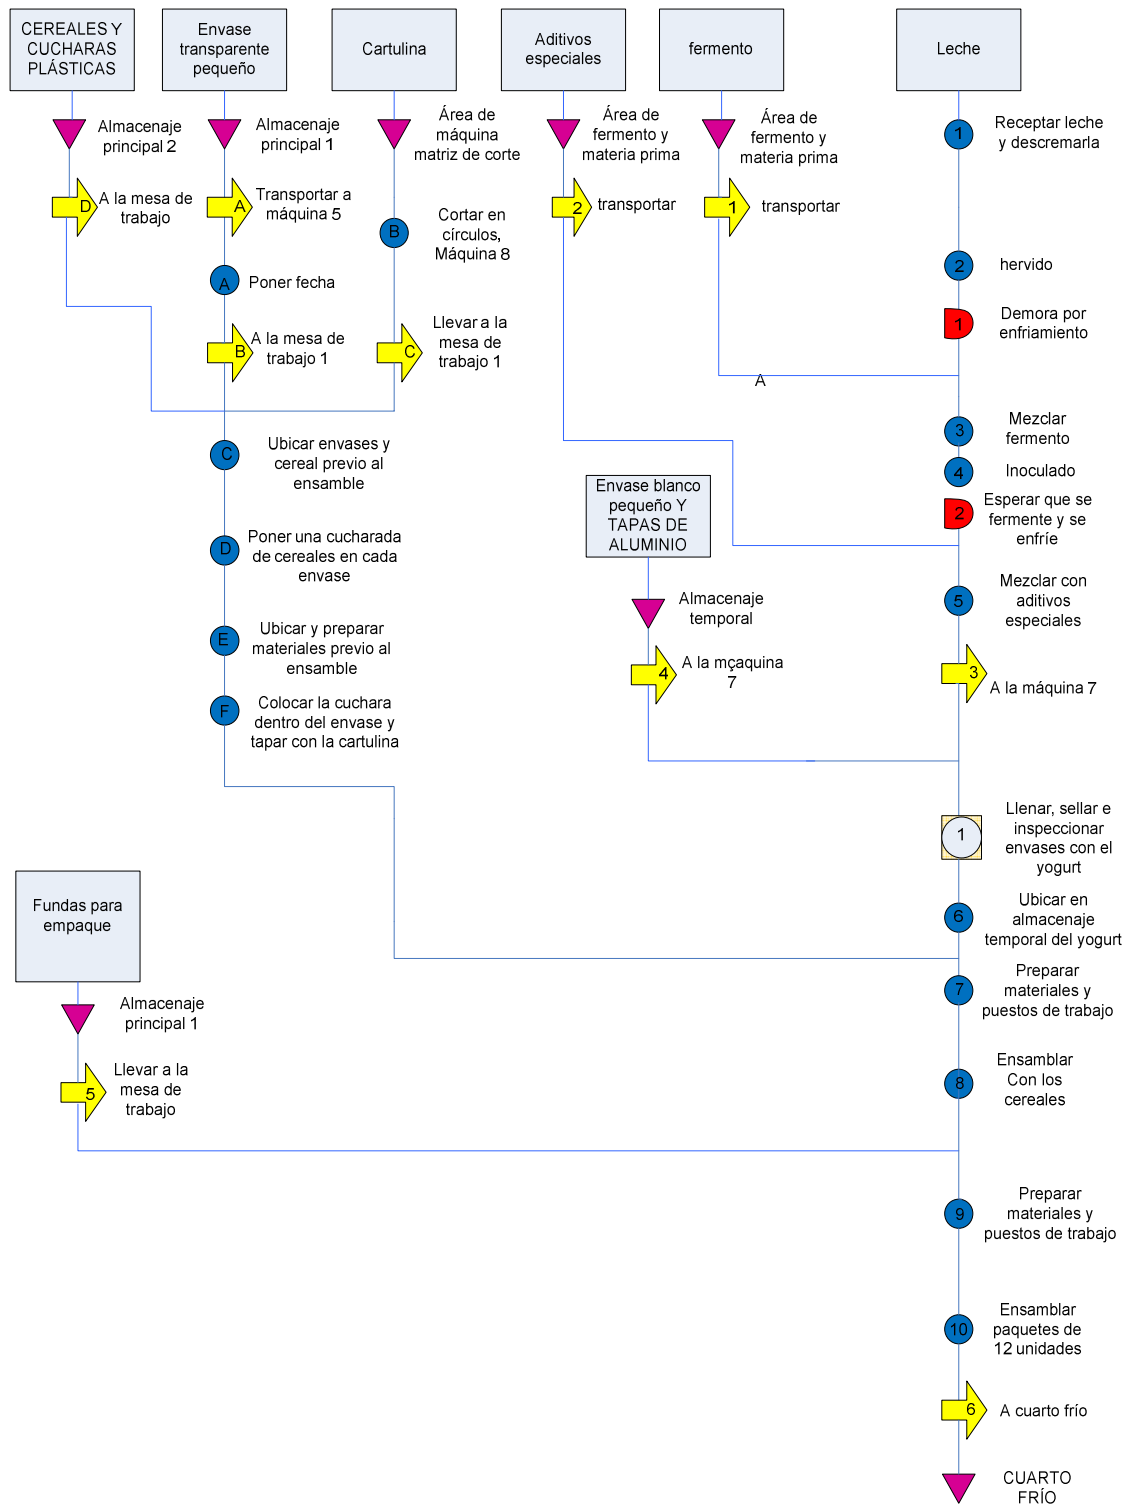 CEREALES Y
CUCHARAS
PLÁSTICAS
Envase
transparente
pequeño
Cartulina
Aditivos
especiales
fermento
Leche
Almacenaje
principal 2
Almacenaje
principal 1
Área de
máquina
matriz de corte
Área de
fermento y
materia prima
Área de
fermento y
materia prima
1
Receptar leche
y descremarla
D
A la mesa de
trabajo
A
Transportar a
máquina 5
B
Cortar en
círculos,
Máquina 8
2
transportar
1
transportar
2
hervido
A
Poner fecha
1
Demora por
enfriamiento
B
A la mesa de
trabajo 1
C
Llevar a la
mesa de
trabajo 1
A
3
Mezclar
fermento
4
Inoculado
C
Ubicar envases y
cereal previo al
ensamble
2
Esperar que se
fermente y se
enfríe
Envase blanco
pequeño Y
TAPAS DE
ALUMINIO
D
Poner una cucharada
de cereales en cada
envase
5
Mezclar con
aditivos
especiales
Almacenaje
temporal
E
Ubicar y preparar
materiales previo al
ensamble
4
A la mçaquina
7
3
A la máquina 7
F
Colocar la cuchara
dentro del envase y
tapar con la cartulina
1
Llenar, sellar e
inspeccionar
envases con el
yogurt
Fundas para
empaque
6
Ubicar en
almacenaje
temporal del yogurt
7
Preparar
materiales y
puestos de trabajo
Almacenaje
principal 1
5
Llevar a la
mesa de
trabajo
8
Ensamblar
Con los
cereales
9
Preparar
materiales y
puestos de trabajo
10
Ensamblar
paquetes de
12 unidades
6
A cuarto frío
CUARTO
FRÍO